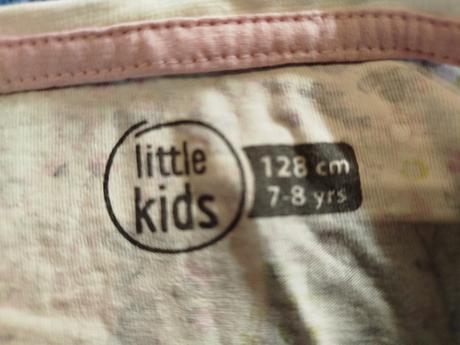 little
kids
128 cm
7-8 yrs